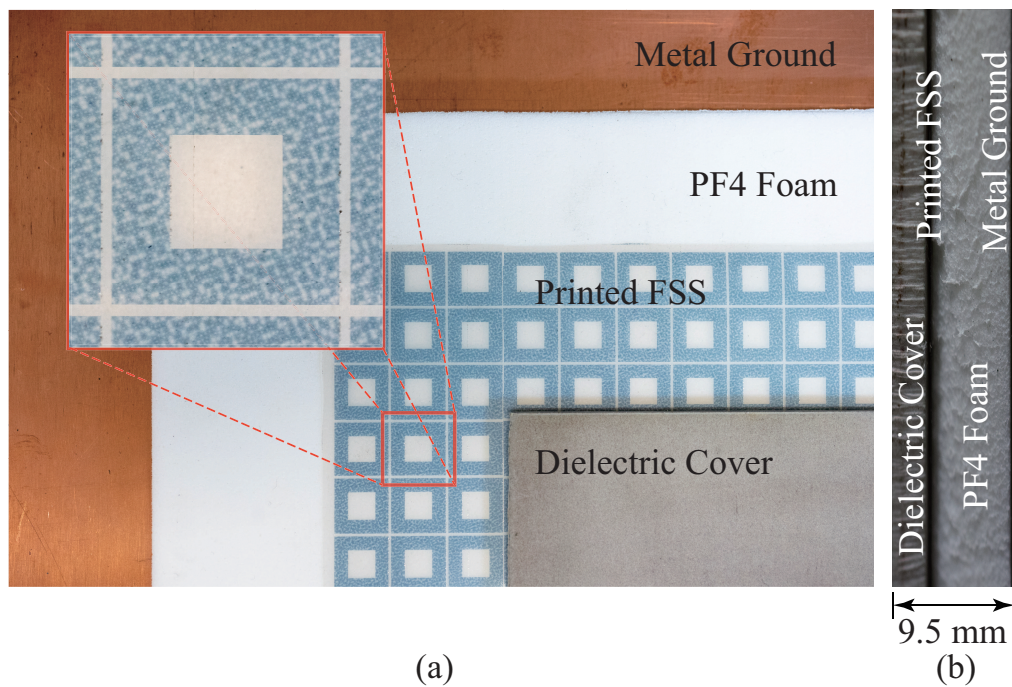 Metal Ground
PF4 Foam
Printed FSS
Dielectric Cover
(a)
Dielectric Cover
Printed FSS
PF4 Foam
Metal Ground
9.5 mm
(b)